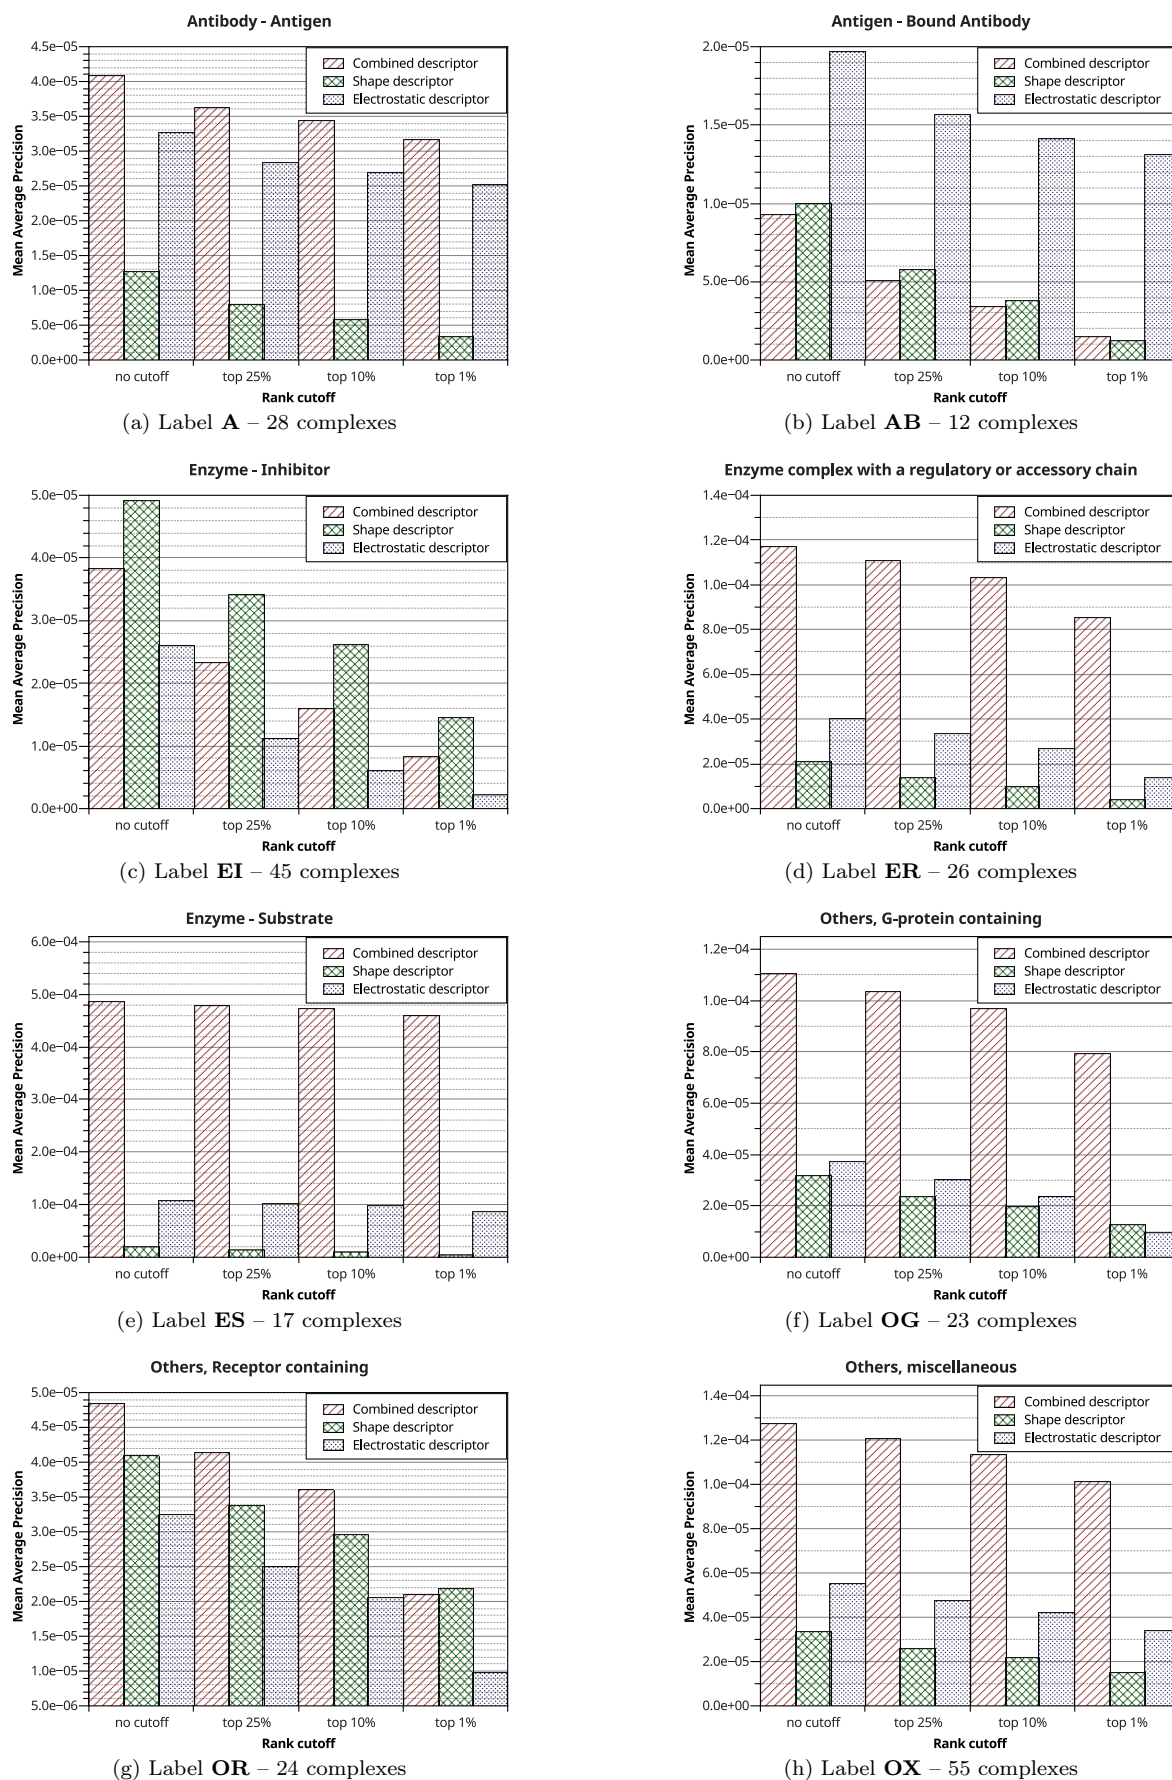 Antibody - Antigen
Mean Average Precision
4.5e−05
4.0e−05
3.5e−05
3.0e−05
2.5e−05
2.0e−05
1.5e−05
1.0e−05
5.0e−06
0.0e+00
Combined descriptor
Shape descriptor
Electrostatic descriptor
no cutoff top 25% top 10% top 1%
Rank cutoff
(a) Label A – 28 complexes
Antigen - Bound Antibody
Mean Average Precision
2.0e−05
1.5e−05
1.0e−05
5.0e−06
0.0e+00
Combined descriptor
Shape descriptor
Electrostatic descriptor
no cutoff top 25% top 10% top 1%
Rank cutoff
(b) Label AB – 12 complexes
Enzyme - Inhibitor
Mean Average Precision
5.0e−05
4.0e−05
3.0e−05
2.0e−05
1.0e−05
0.0e+00
Combined descriptor
Shape descriptor
Electrostatic descriptor
no cutoff top 25% top 10% top 1%
Rank cutoff
(c) Label EI – 45 complexes
Enzyme complex with a regulatory or accessory chain
Mean Average Precision
1.4e−04
1.2e−04
1.0e−04
8.0e−05
6.0e−05
4.0e−05
2.0e−05
0.0e+00
Combined descriptor
Shape descriptor
Electrostatic descriptor
no cutoff top 25% top 10% top 1%
Rank cutoff
(d) Label ER – 26 complexes
Enzyme - Substrate
Mean Average Precision
6.0e−04
5.0e−04
4.0e−04
3.0e−04
2.0e−04
1.0e−04
0.0e+00
Combined descriptor
Shape descriptor
Electrostatic descriptor
no cutoff top 25% top 10% top 1%
Rank cutoff
(e) Label ES – 17 complexes
Others, G-protein containing
Mean Average Precision
1.2e−04
1.0e−04
8.0e−05
6.0e−05
4.0e−05
2.0e−05
0.0e+00
Combined descriptor
Shape descriptor
Electrostatic descriptor
no cutoff top 25% top 10% top 1%
Rank cutoff
(f) Label OG – 23 complexes
Others, Receptor containing
Mean Average Precision
5.0e−05
4.5e−05
4.0e−05
3.5e−05
3.0e−05
2.5e−05
2.0e−05
1.5e−05
1.0e−05
5.0e−06
Combined descriptor
Shape descriptor
Electrostatic descriptor
no cutoff top 25% top 10% top 1%
Rank cutoff
(g) Label OR – 24 complexes
Others, miscellaneous
Mean Average Precision
1.4e−04
1.2e−04
1.0e−04
8.0e−05
6.0e−05
4.0e−05
2.0e−05
0.0e+00
Combined descriptor
Shape descriptor
Electrostatic descriptor
no cutoff top 25% top 10% top 1%
Rank cutoff
(h) Label OX – 55 complexes